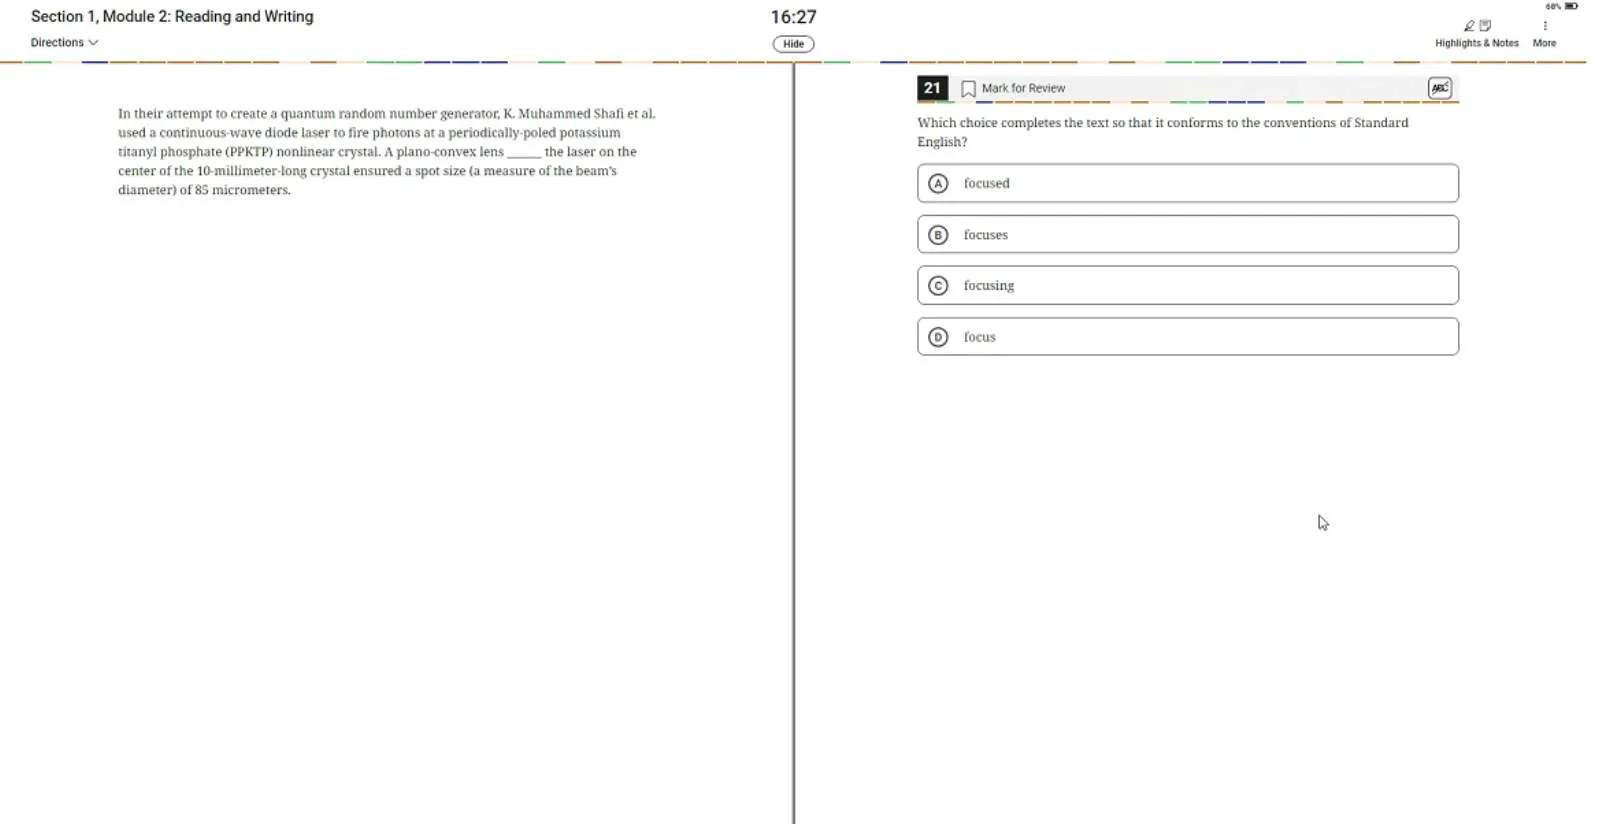 Section 1, Module 2: Reading and Writing
16:27
68%
Directions
Hide
Highlights & Notes
More
In their attempt to create a quantum random number generator, K. Muhammed Shafi et al.
used a continuous-wave diode laser to fire photons at a periodically-poled potassium
titanyl phosphate (PPKTP) nonlinear crystal. A plano-convex lens ______ the laser on the
center of the 10-millimeter-long crystal ensured a spot size (a measure of the beam's
diameter) of 85 micrometers.
21
Mark for Review
ABC
Which choice completes the text so that it conforms to the conventions of Standard
English?
A focused
B focuses
C focusing
D focus